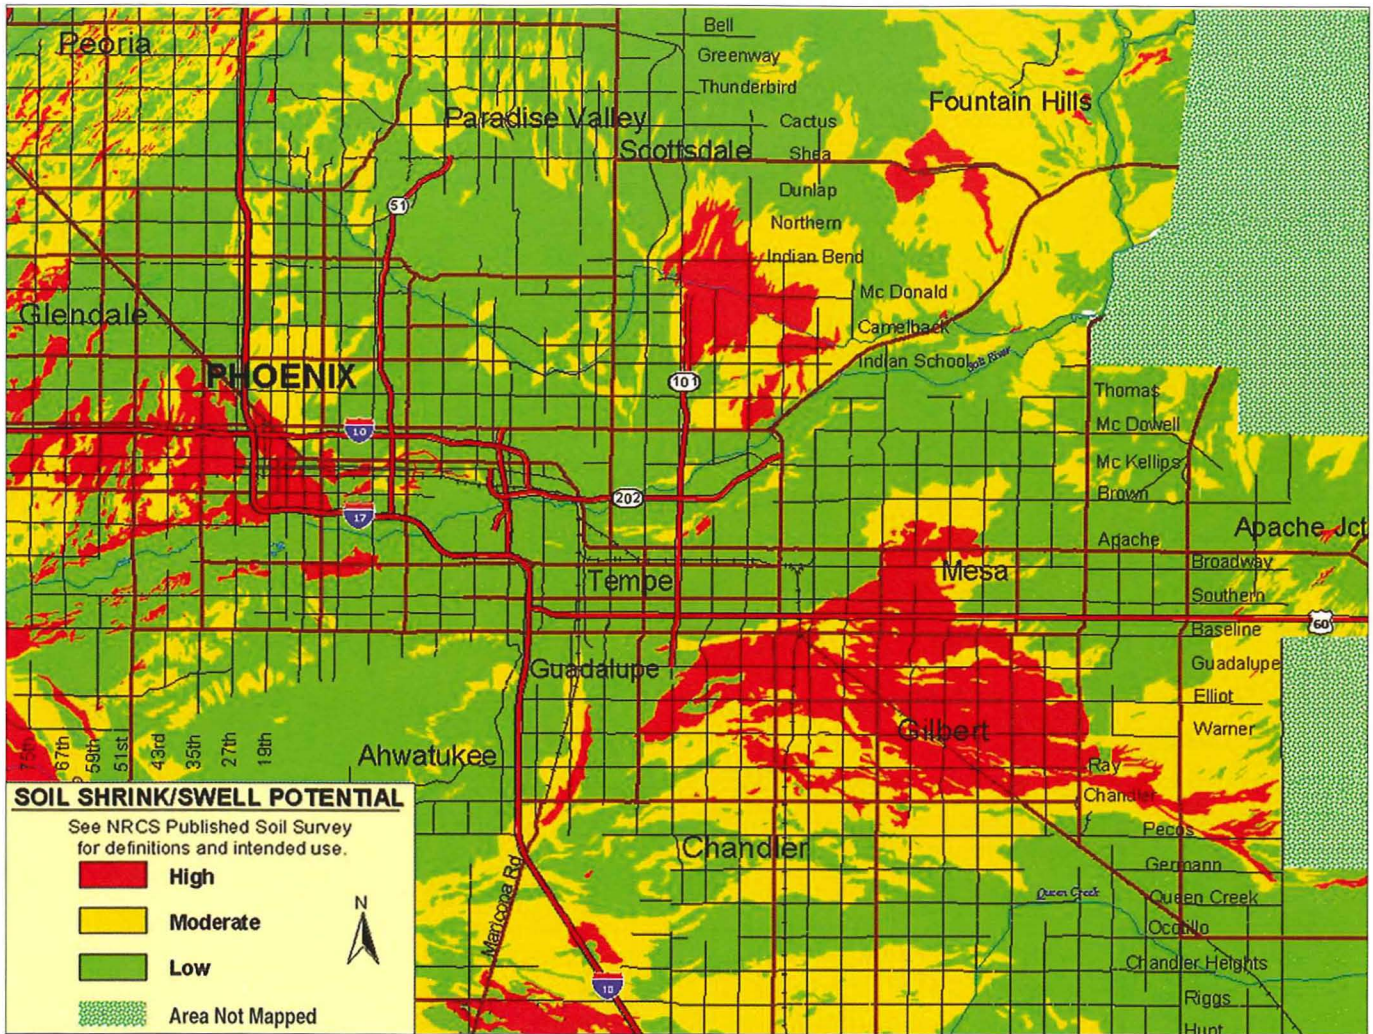 Peoria
Bell
Greenway
Thunderbird
Paradise Valley
Fountain Hills
Cactus
Scottsdale
Shea
Dunlap
51
Northern
Indian Bend
Mc Donald
Glendale
Camelback
Indian School
Salt River
PHOENIX
101
Thomas
Mc Dowell
10
Mc Kellips
Brown
202
17
Apache Jct
Apache
Broadway
Mesa
Tempe
Southern
60
Baseline
Guadalupe
Guadalupe
Elliot
Warner
Gilbert
75th
67th
59th
51st
43rd
35th
27th
19th
Ahwatukee
Ray
Chandler
Pecos
Chandler
Germann
Queen Creek
Queen Creek
Ocotillo
Maricopa Rd
Chandler Heights
10
Riggs
Hunt
SOIL SHRINK/SWELL POTENTIAL
See NRCS Published Soil Survey
for definitions and intended use.
High
Moderate
Low
Area Not Mapped
N